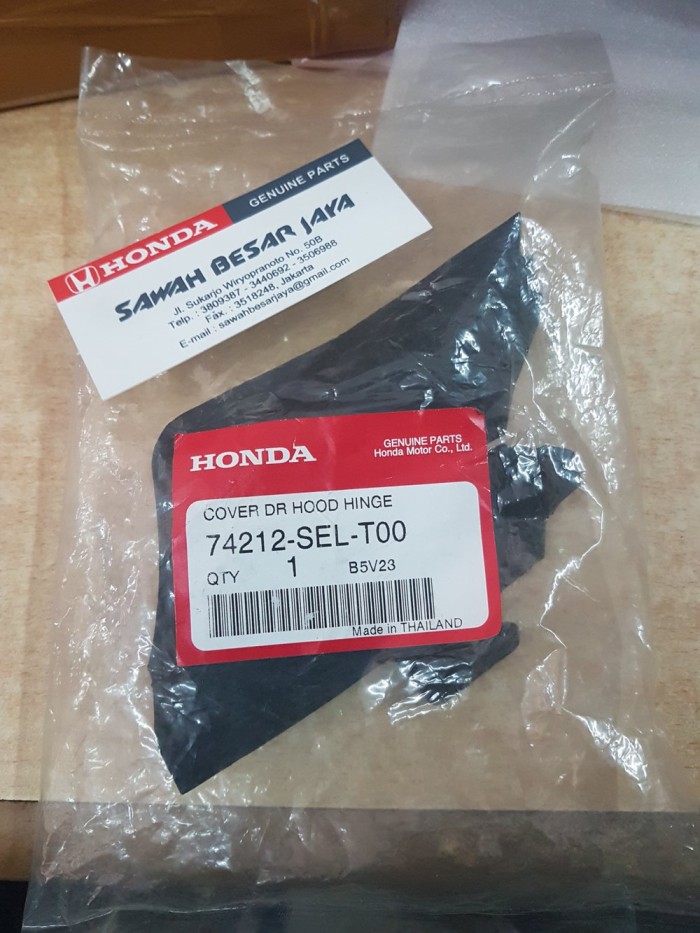 HONDA GENUINE PARTS
SAWAH BESAR JAYA
Jl. Sukarjo Wiryopranoto No. 50B
Telp. : 3809387 - 3440692 - 3506988
Fax. : 3518248, Jakarta
E-mail : sawahbesarjaya@gmail.com
HONDA
GENUINE PARTS
Honda Motor Co., Ltd.
COVER DR HOOD HINGE
74212-SEL-T00
QTY 1 B5V23
Made in THAILAND